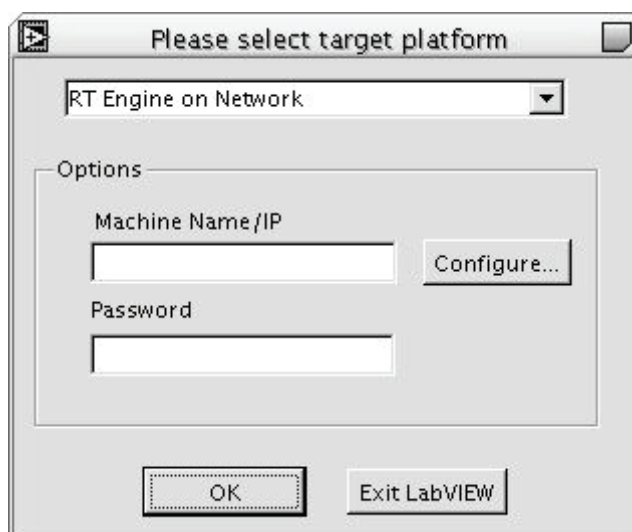 Please select target platform
RT Engine on Network
Options
Machine Name/IP
Configure...
Password
OK
Exit LabVIEW